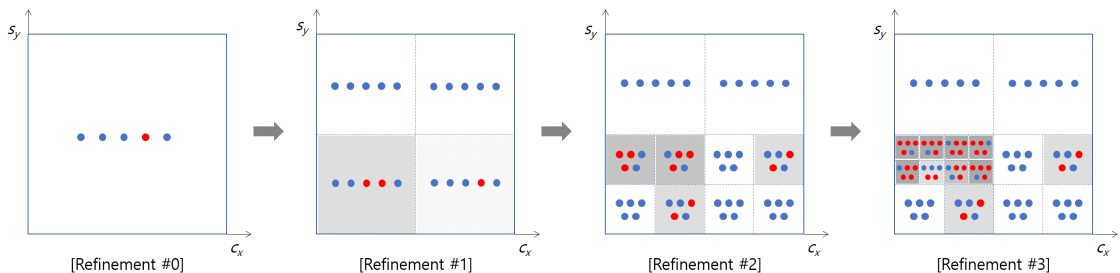 s_y
c_x
[Refinement #0]
s_y
c_x
[Refinement #1]
s_y
c_x
[Refinement #2]
s_y
c_x
[Refinement #3]